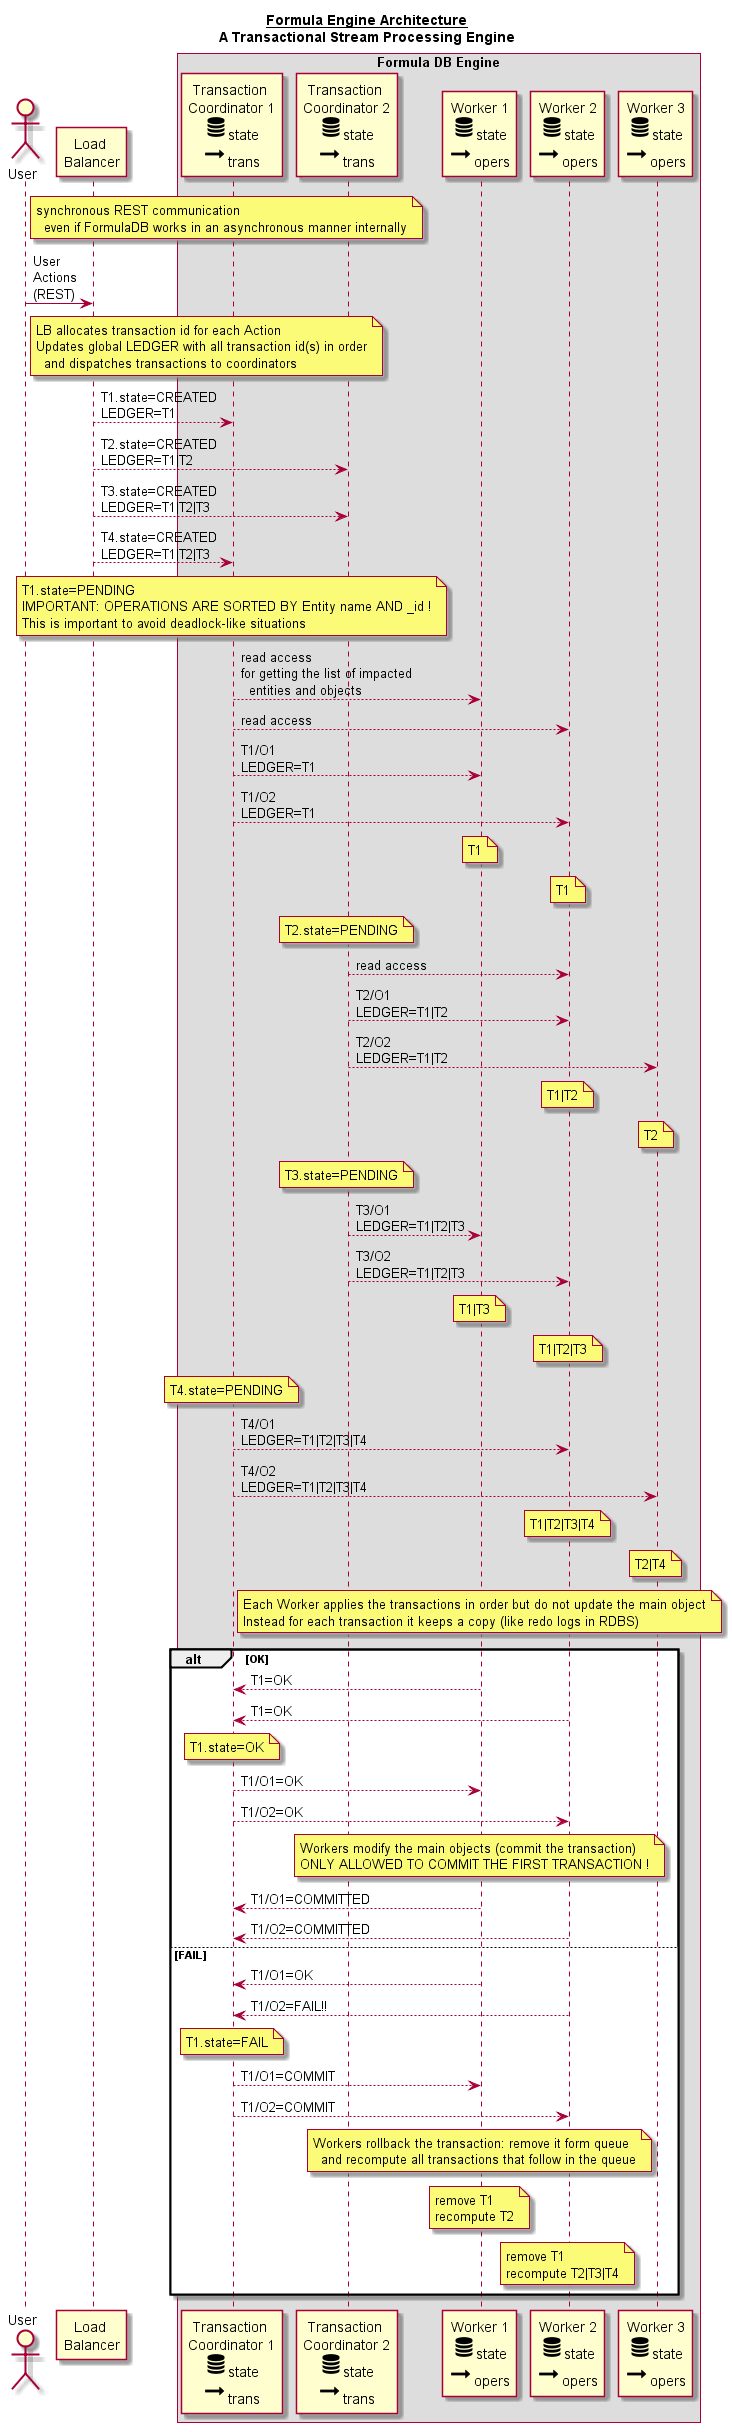 Formula Engine Architecture
A Transactional Stream Processing Engine
Formula DB Engine
User
Load
Balancer
Transaction
Coordinator 1
state
trans
Transaction
Coordinator 2
state
trans
Worker 1
state
opers
Worker 2
state
opers
Worker 3
state
opers
synchronous REST communication
even if FormulaDB works in an asynchronous manner internally
User
Actions
(REST)
LB allocates transaction id for each Action
Updates global LEDGER with all transaction id(s) in order
and dispatches transactions to coordinators
T1.state=CREATED
LEDGER=T1
T2.state=CREATED
LEDGER=T1|T2
T3.state=CREATED
LEDGER=T1|T2|T3
T4.state=CREATED
LEDGER=T1|T2|T3
T1.state=PENDING
IMPORTANT: OPERATIONS ARE SORTED BY Entity name AND _id !
This is important to avoid deadlock-like situations
read access
for getting the list of impacted
entities and objects
read access
T1/O1
LEDGER=T1
T1/O2
LEDGER=T1
T1
T1
T2.state=PENDING
read access
T2/O1
LEDGER=T1|T2
T2/O2
LEDGER=T1|T2
T1|T2
T2
T3.state=PENDING
T3/O1
LEDGER=T1|T2|T3
T3/O2
LEDGER=T1|T2|T3
T1|T3
T1|T2|T3
T4.state=PENDING
T4/O1
LEDGER=T1|T2|T3|T4
T4/O2
LEDGER=T1|T2|T3|T4
T1|T2|T3|T4
T2|T4
Each Worker applies the transactions in order but do not update the main object
Instead for each transaction it keeps a copy (like redo logs in RDBS)
alt [OK]
T1=OK
T1=OK
T1.state=OK
T1/O1=OK
T1/O2=OK
Workers modify the main objects (commit the transaction)
ONLY ALLOWED TO COMMIT THE FIRST TRANSACTION !
T1/O1=COMMITTED
T1/O2=COMMITTED
[FAIL]
T1/O1=OK
T1/O2=FAIL!!
T1.state=FAIL
T1/O1=COMMIT
T1/O2=COMMIT
Workers rollback the transaction: remove it form queue
and recompute all transactions that follow in the queue
remove T1
recompute T2
remove T1
recompute T2|T3|T4
User
Load
Balancer
Transaction
Coordinator 1
state
trans
Transaction
Coordinator 2
state
trans
Worker 1
state
opers
Worker 2
state
opers
Worker 3
state
opers